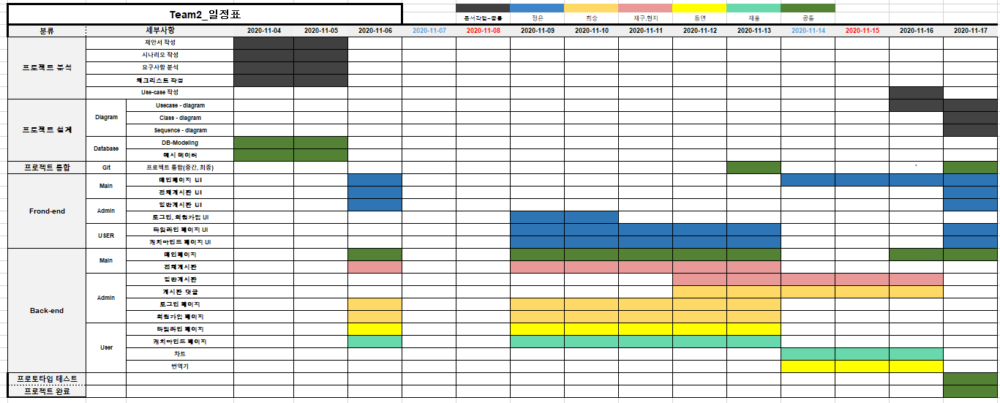 Team2_일정표
문서작업-공통 정은 희승 재구,현지 동연 재홍 공통
분류 세부사항 2020-11-04 2020-11-05 2020-11-06 2020-11-07 2020-11-08 2020-11-09 2020-11-10 2020-11-11 2020-11-12 2020-11-13 2020-11-14 2020-11-15 2020-11-16 2020-11-17
프로젝트 분석
제안서 작성
시나리오 작성
요구사항 분석
체크리스트 작성
Use-case 작성
프로젝트 설계
Diagram
Usecase - diagram
Class - diagram
Sequence - diagram
Database
DB-Modeling
예시 데이터
프로젝트 통합 Git 프로젝트 통합(중간, 최종)
Frond-end
Main
메인페이지 UI
전체게시판 UI
Admin
일반게시판 UI
로그인, 회원가입 UI
USER
타임라인 페이지 UI
캐치마인드 페이지 UI
Back-end
Main
메인페이지
전체게시판
Admin
일반게시판
게시판 댓글
로그인 페이지
회원가입 페이지
User
타임라인 페이지
캐치마인드 페이지
차트
번역기
프로토타입 테스트
프로젝트 완료